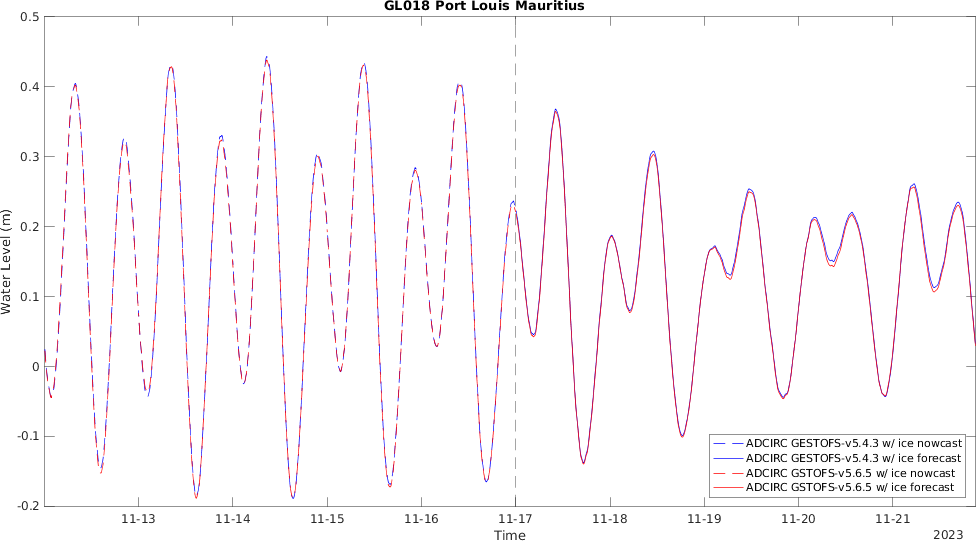 GL018 Port Louis Mauritius
0.5
0.4
0.3
0.2
0.1
0
-0.1
-0.2
Water Level (m)
11-13 11-14 11-15 11-16 11-17 11-18 11-19 11-20 11-21
Time
2023
ADCIRC GESTOFS-v5.4.3 w/ ice nowcast
ADCIRC GESTOFS-v5.4.3 w/ ice forecast
ADCIRC GSTOFS-v5.6.5 w/ ice nowcast
ADCIRC GSTOFS-v5.6.5 w/ ice forecast